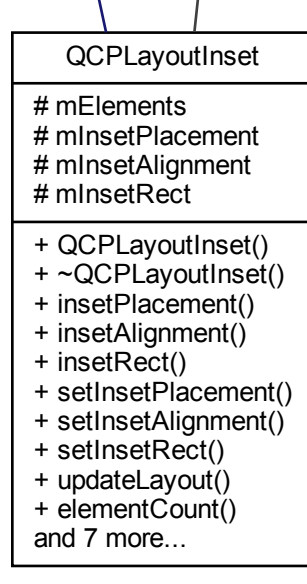 QCPLayoutInset
# mElements
# mInsetPlacement
# mInsetAlignment
# mInsetRect
+ QCPLayoutInset()
+ ~QCPLayoutInset()
+ insetPlacement()
+ insetAlignment()
+ insetRect()
+ setInsetPlacement()
+ setInsetAlignment()
+ setInsetRect()
+ updateLayout()
+ elementCount()
and 7 more...